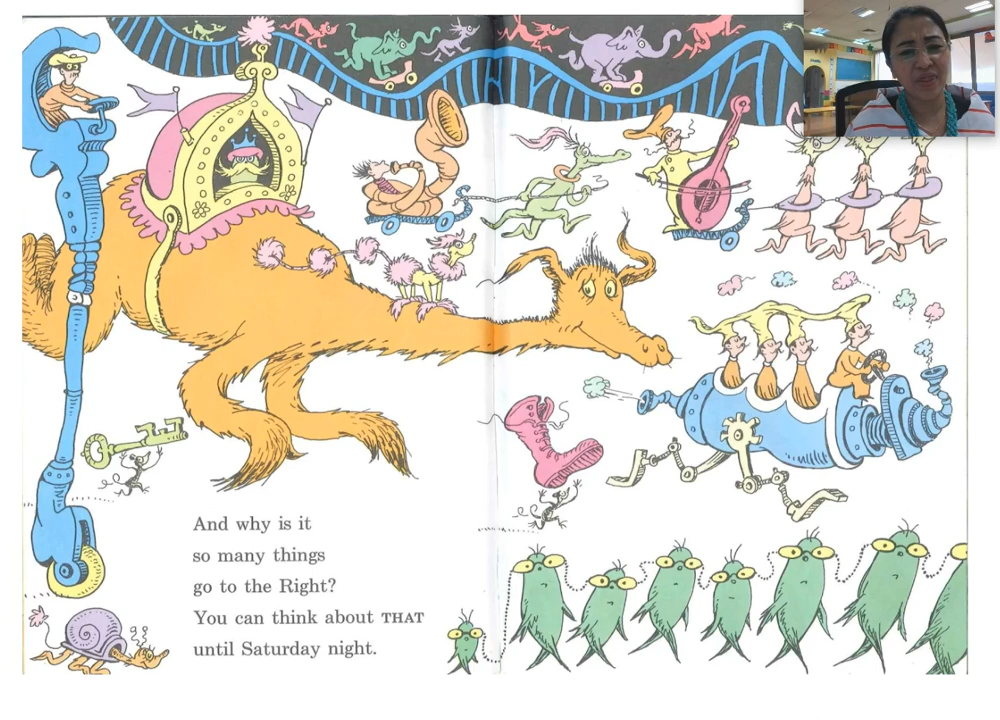 And why is it
so many things
go to the Right?
You can think about THAT
until Saturday night.